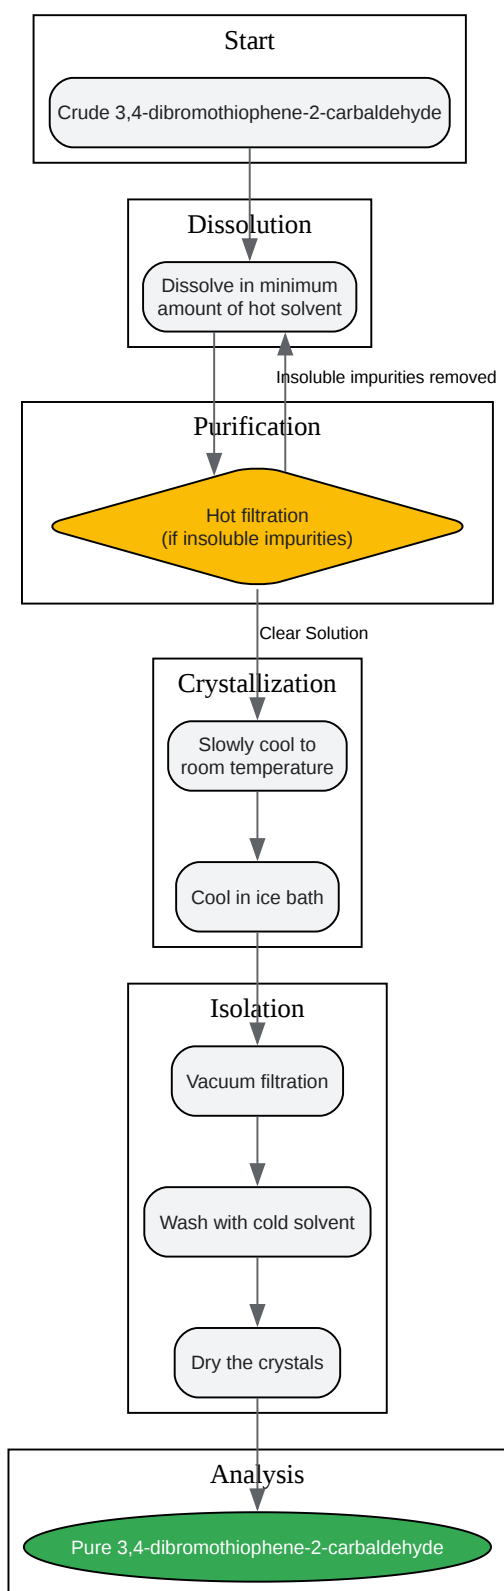 Start
Crude 3,4-dibromothiophene-2-carbaldehyde
Dissolution
Dissolve in minimum
amount of hot solvent
Insoluble impurities removed
Purification
Hot filtration
(if insoluble impurities)
Clear Solution
Crystallization
Slowly cool to
room temperature
Cool in ice bath
Isolation
Vacuum filtration
Wash with cold solvent
Dry the crystals
Analysis
Pure 3,4-dibromothiophene-2-carbaldehyde